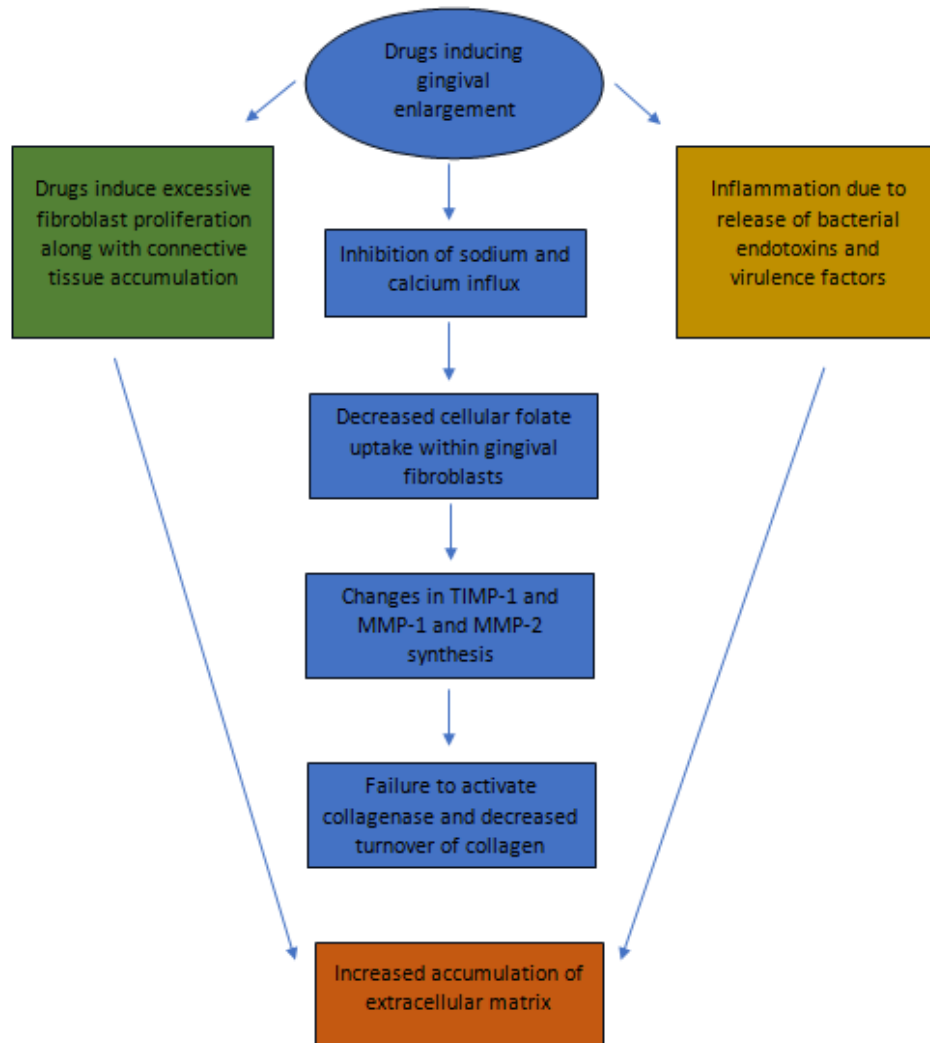 Drugs inducing
gingival
enlargement
Drugs induce excessive
fibroblast proliferation
along with connective
tissue accumulation
Inhibition of sodium and
calcium influx
Inflammation due to
release of bacterial
endotoxins and
virulence factors
Decreased cellular folate
uptake within gingival
fibroblasts
Changes in TIMP-1 and
MMP-1 and MMP-2
synthesis
Failure to activate
collagenase and decreased
turnover of collagen
Increased accumulation of
extracellular matrix